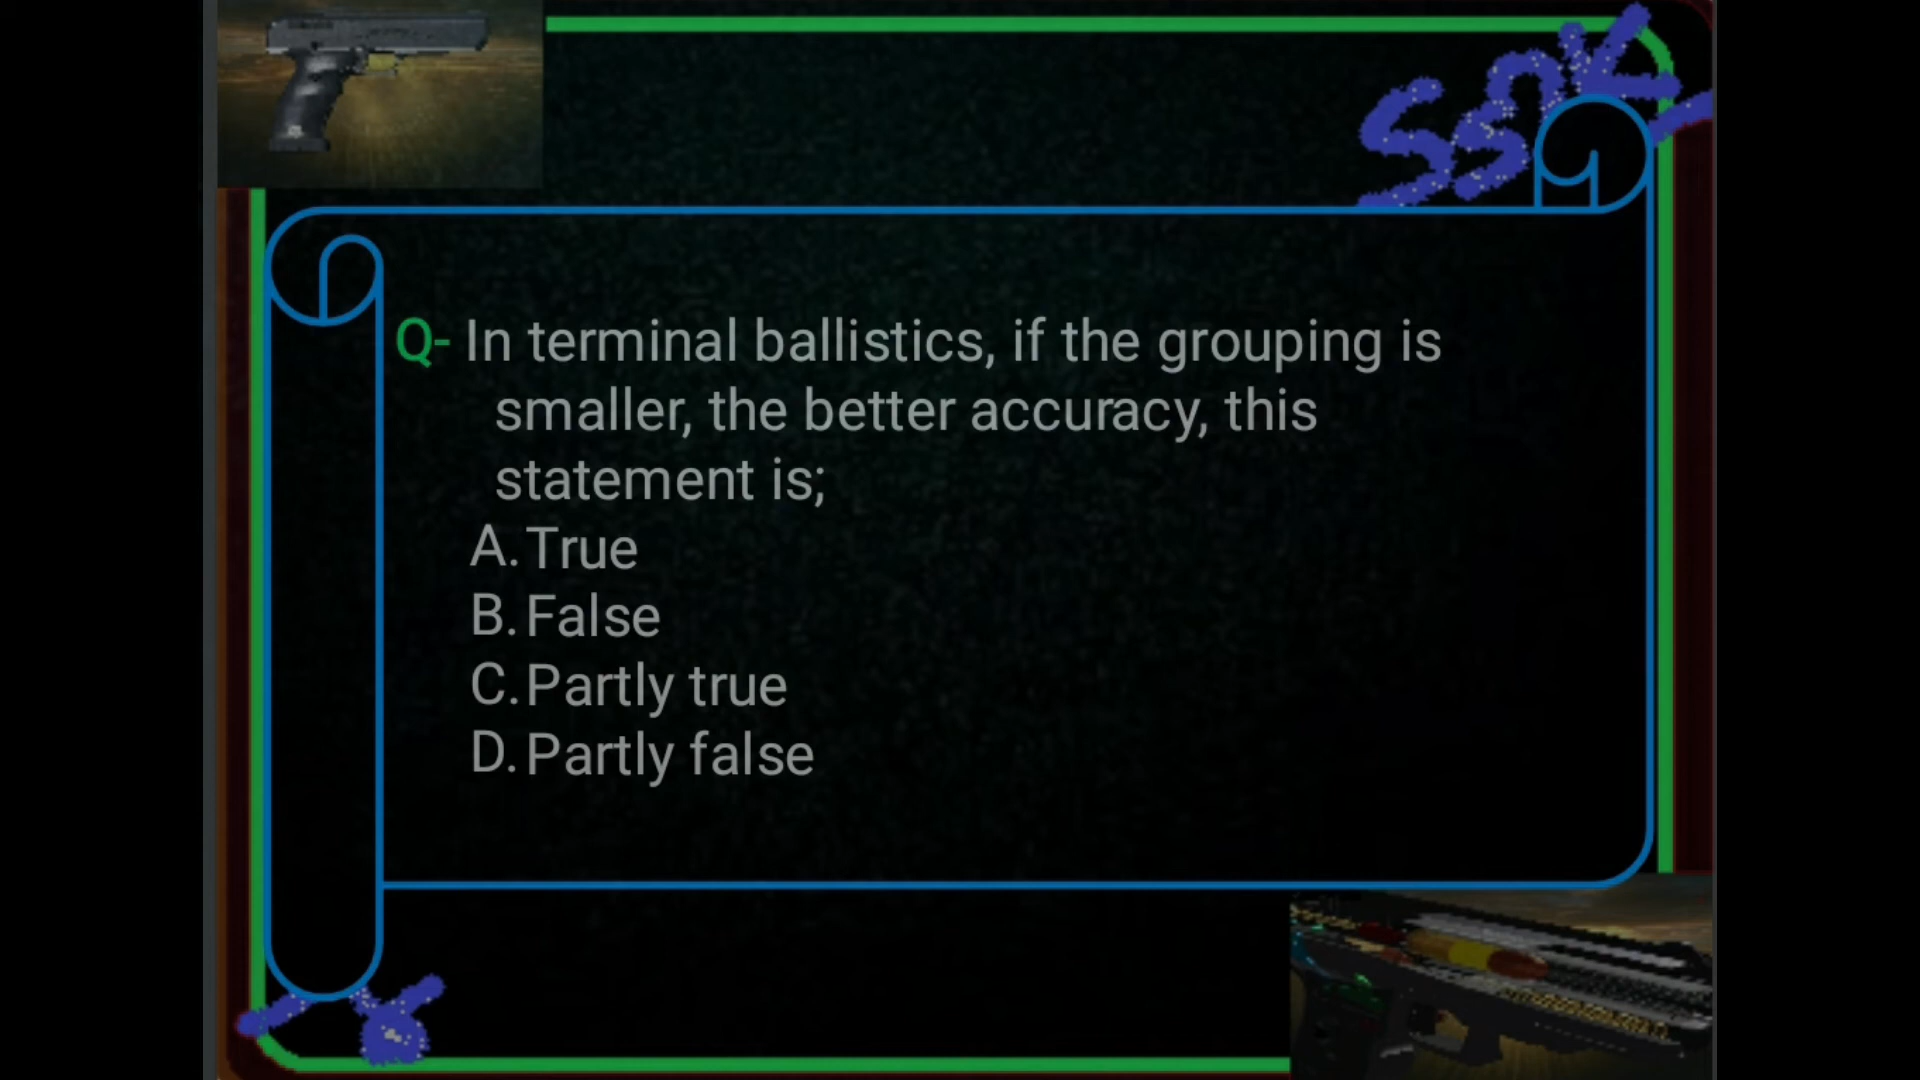 Q- In terminal ballistics, if the grouping is
smaller, the better accuracy, this
statement is;
A. True
B. False
C. Partly true
D. Partly false